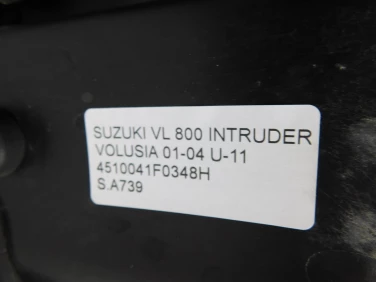 SUZUKI VL 800 INTRUDER
VOLUSIA 01-04 U-11
4510041F0348H
S.A739